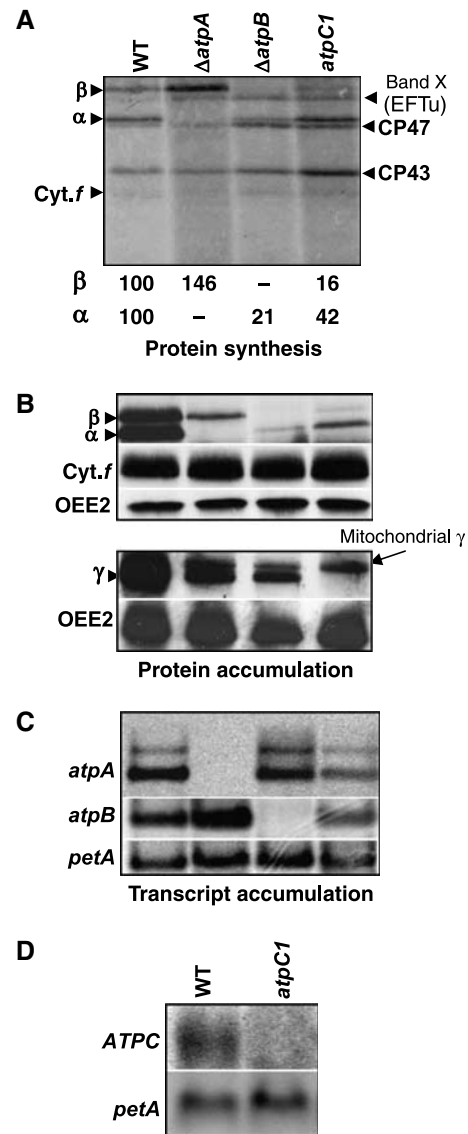 A
WT
ΔatpA
ΔatpB
atpC1
β
Band X
(EFTu)
α
CP47
CP43
Cyt.f
β 100 146 – 16
α 100 – 21 42
Protein synthesis
B
β
α
Cyt.f
OEE2
Mitochondrial γ
γ
OEE2
Protein accumulation
C
atpA
atpB
petA
Transcript accumulation
D
WT
atpC1
ATPC
petA